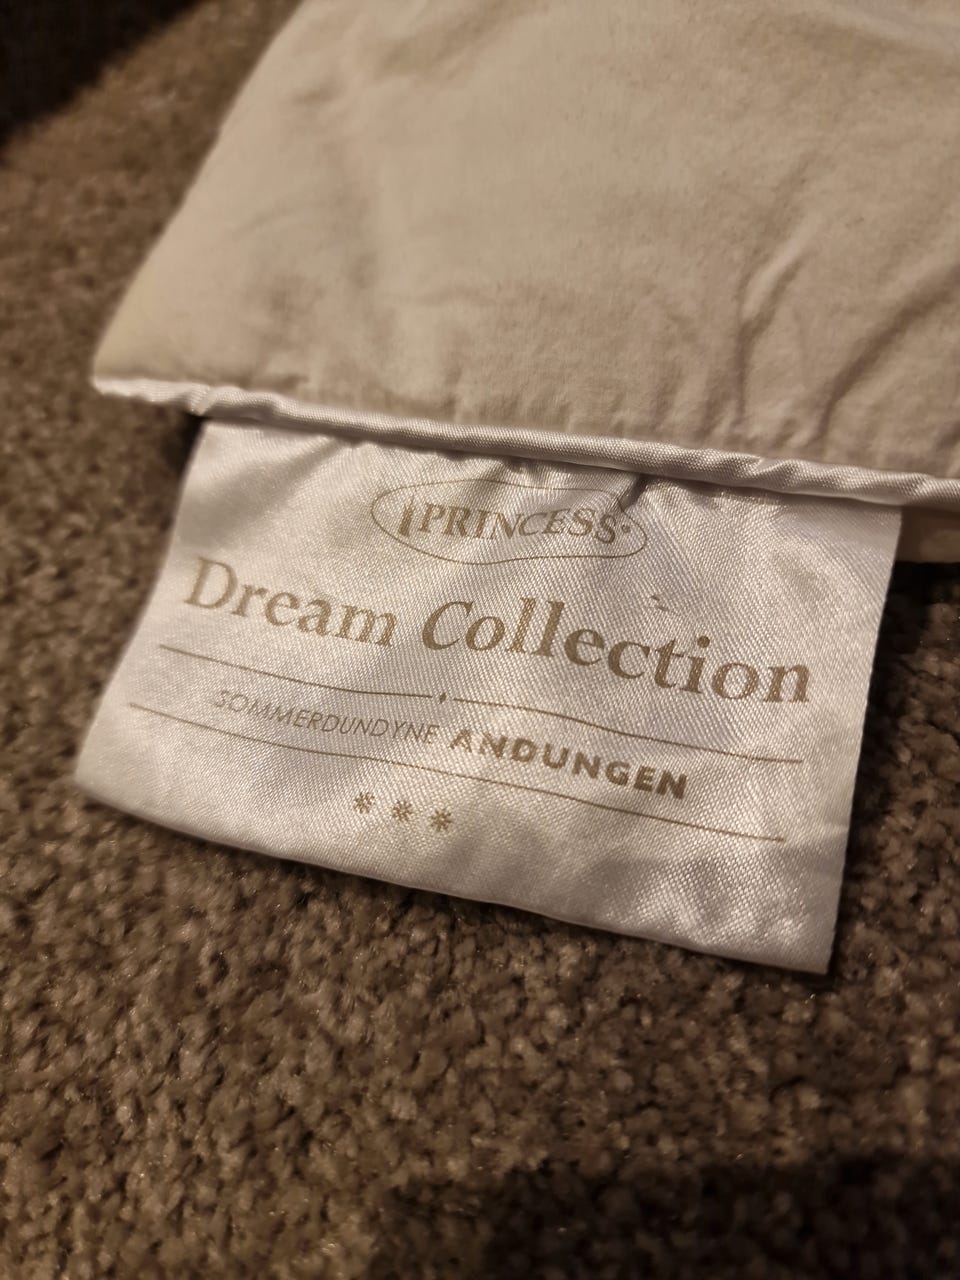 PRINCESS®
Dream Collection
SOMMERDUNDYNE ANDUNGEN
***